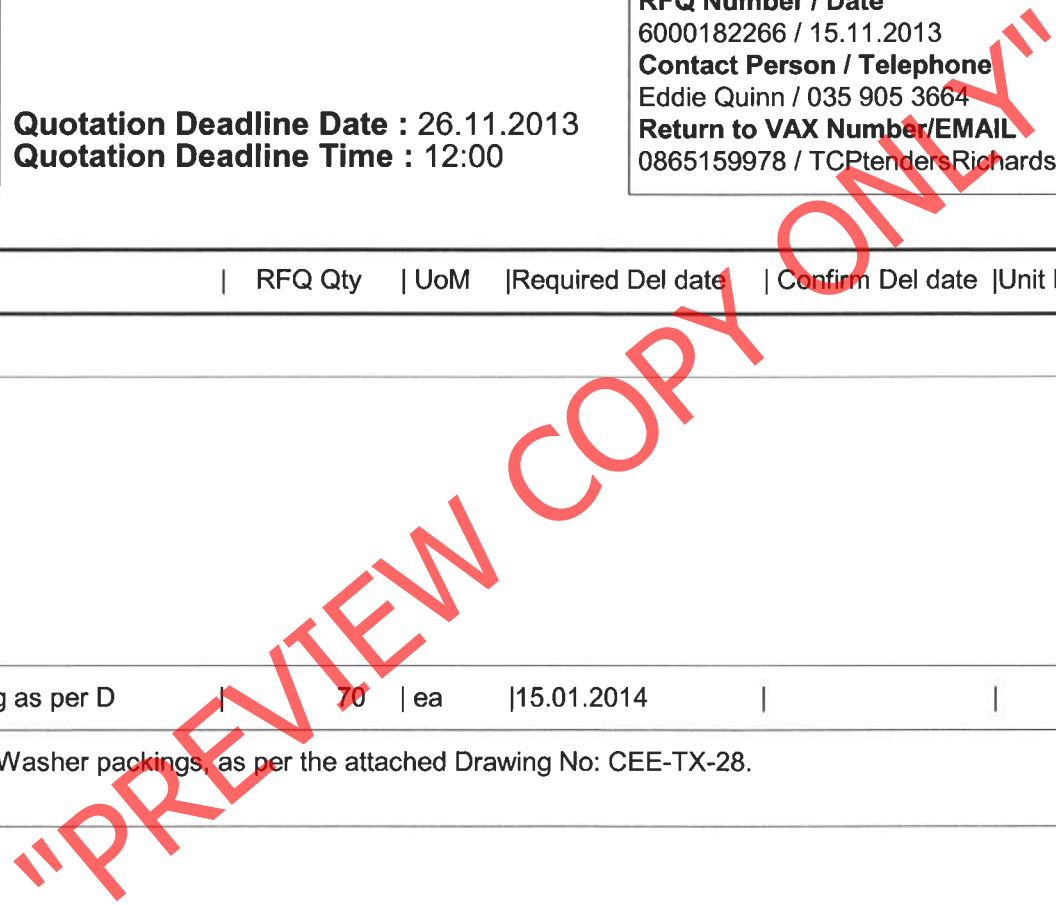 RFQ Number / Date
6000182266 / 15.11.2013
Contact Person / Telephone
Eddie Quinn / 035 905 3664
Return to VAX Number/EMAIL
0865159978 / TCPtendersRichards
Quotation Deadline Date : 26.11.2013
Quotation Deadline Time : 12:00
| RFQ Qty | UoM |Required Del date | Confirm Del date |Unit
g as per D | 70 | ea |15.01.2014 | |
Washer packings, as per the attached Drawing No: CEE-TX-28.
"PREVIEW COPY ONLY"